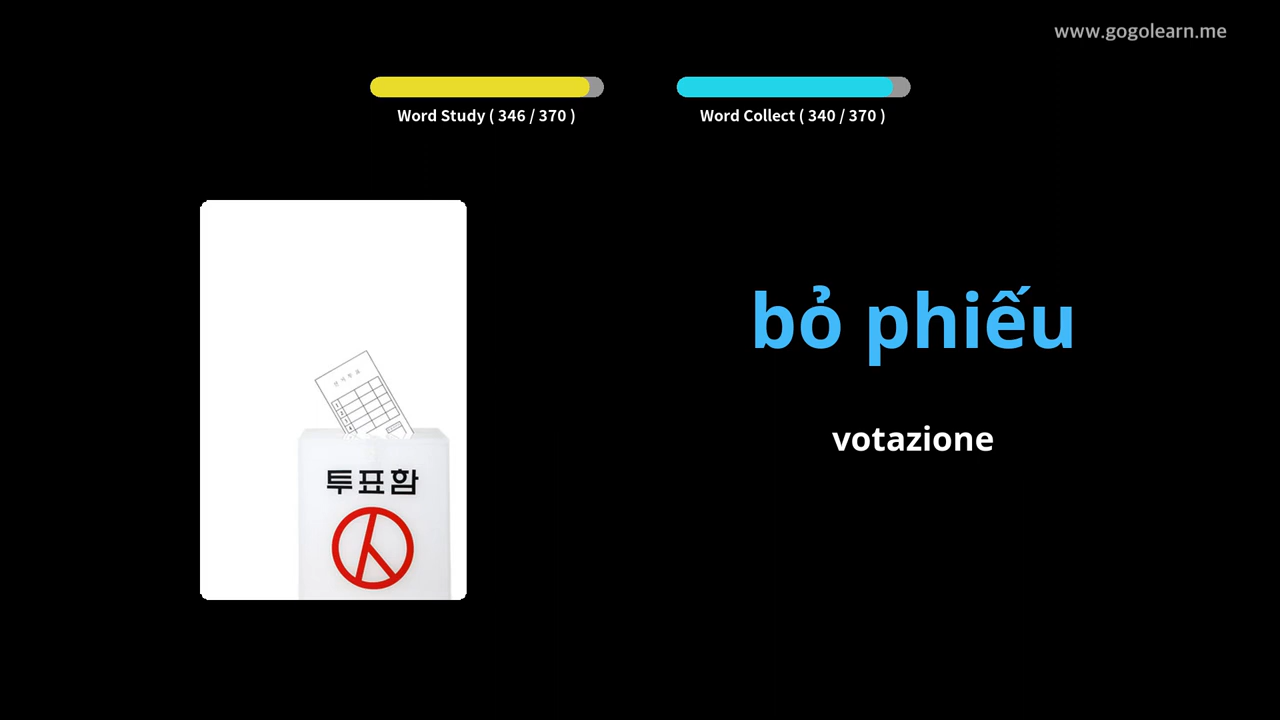 www.gogolearn.me
Word Study ( 346 / 370 )
Word Collect ( 340 / 370 )
bỏ phiếu
votazione
투표함